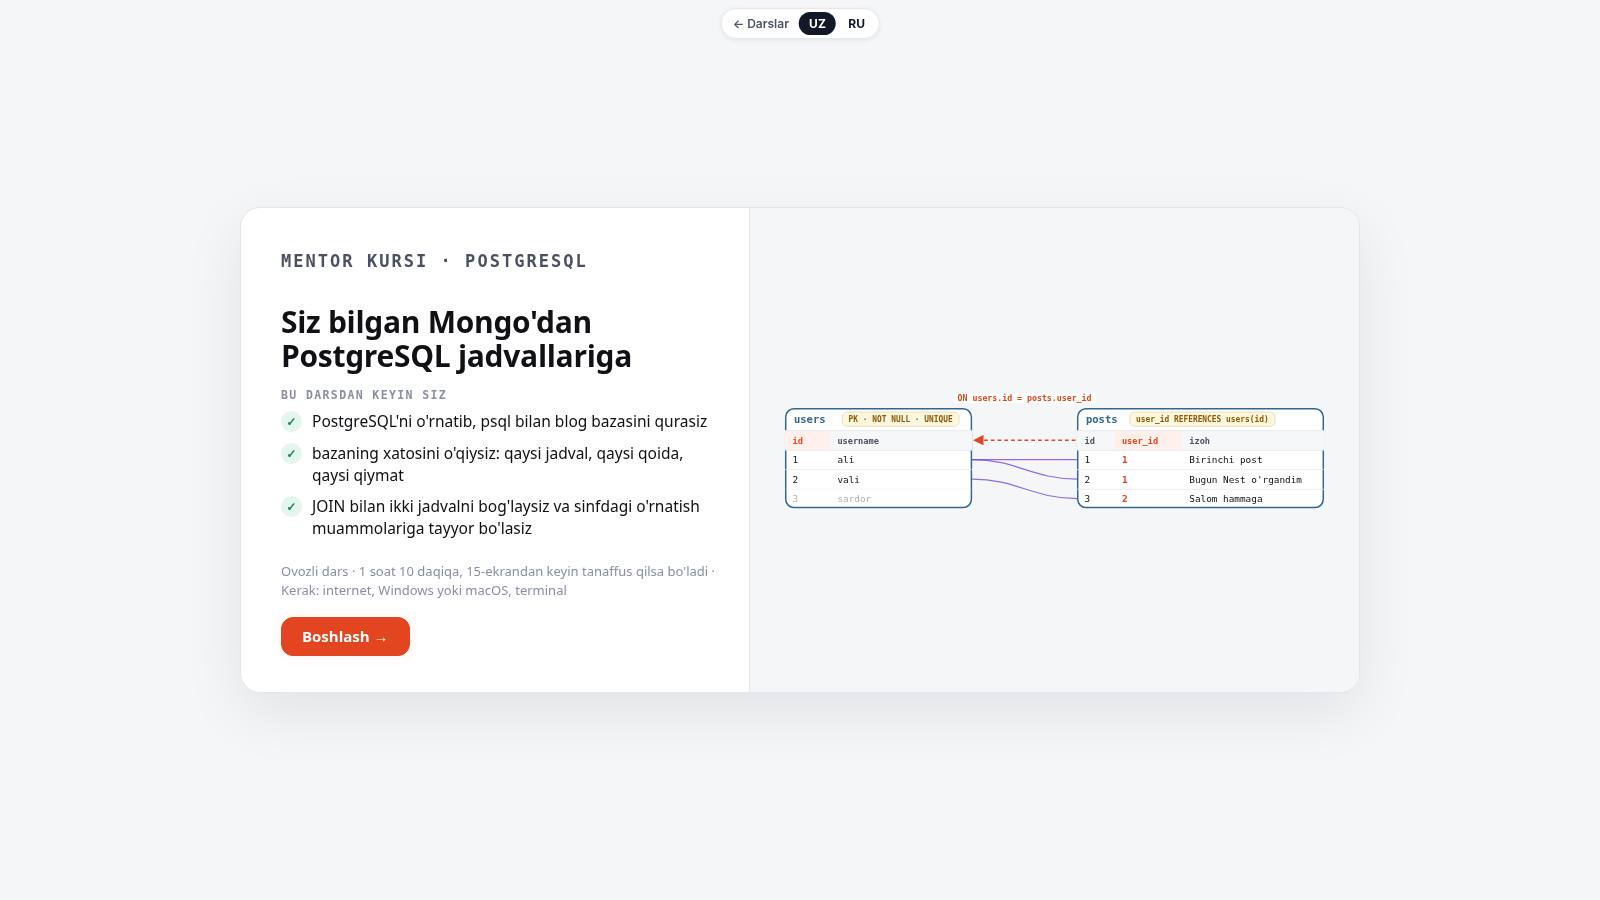 ← Darslar UZ RU
MENTOR KURSI · POSTGRESQL
Siz bilgan Mongo'dan
PostgreSQL jadvallariga
BU DARSDAN KEYIN SIZ
✓ PostgreSQL'ni o'rnatib, psql bilan blog bazasini qurasiz
✓ bazaning xatosini o'qiysiz: qaysi jadval, qaysi qoida,
qaysi qiymat
✓ JOIN bilan ikki jadvalni bog'laysiz va sinfdagi o'rnatish
muammolariga tayyor bo'lasiz
Ovozli dars · 1 soat 10 daqiqa, 15-ekrandan keyin tanaffus qilsa bo'ladi ·
Kerak: internet, Windows yoki macOS, terminal
Boshlash →
ON users.id = posts.user_id
users PK · NOT NULL · UNIQUE
id username
1 ali
2 vali
3 sardor
posts user_id REFERENCES users(id)
id user_id izoh
1 1 Birinchi post
2 1 Bugun Nest o'rgandim
3 2 Salom hammaga